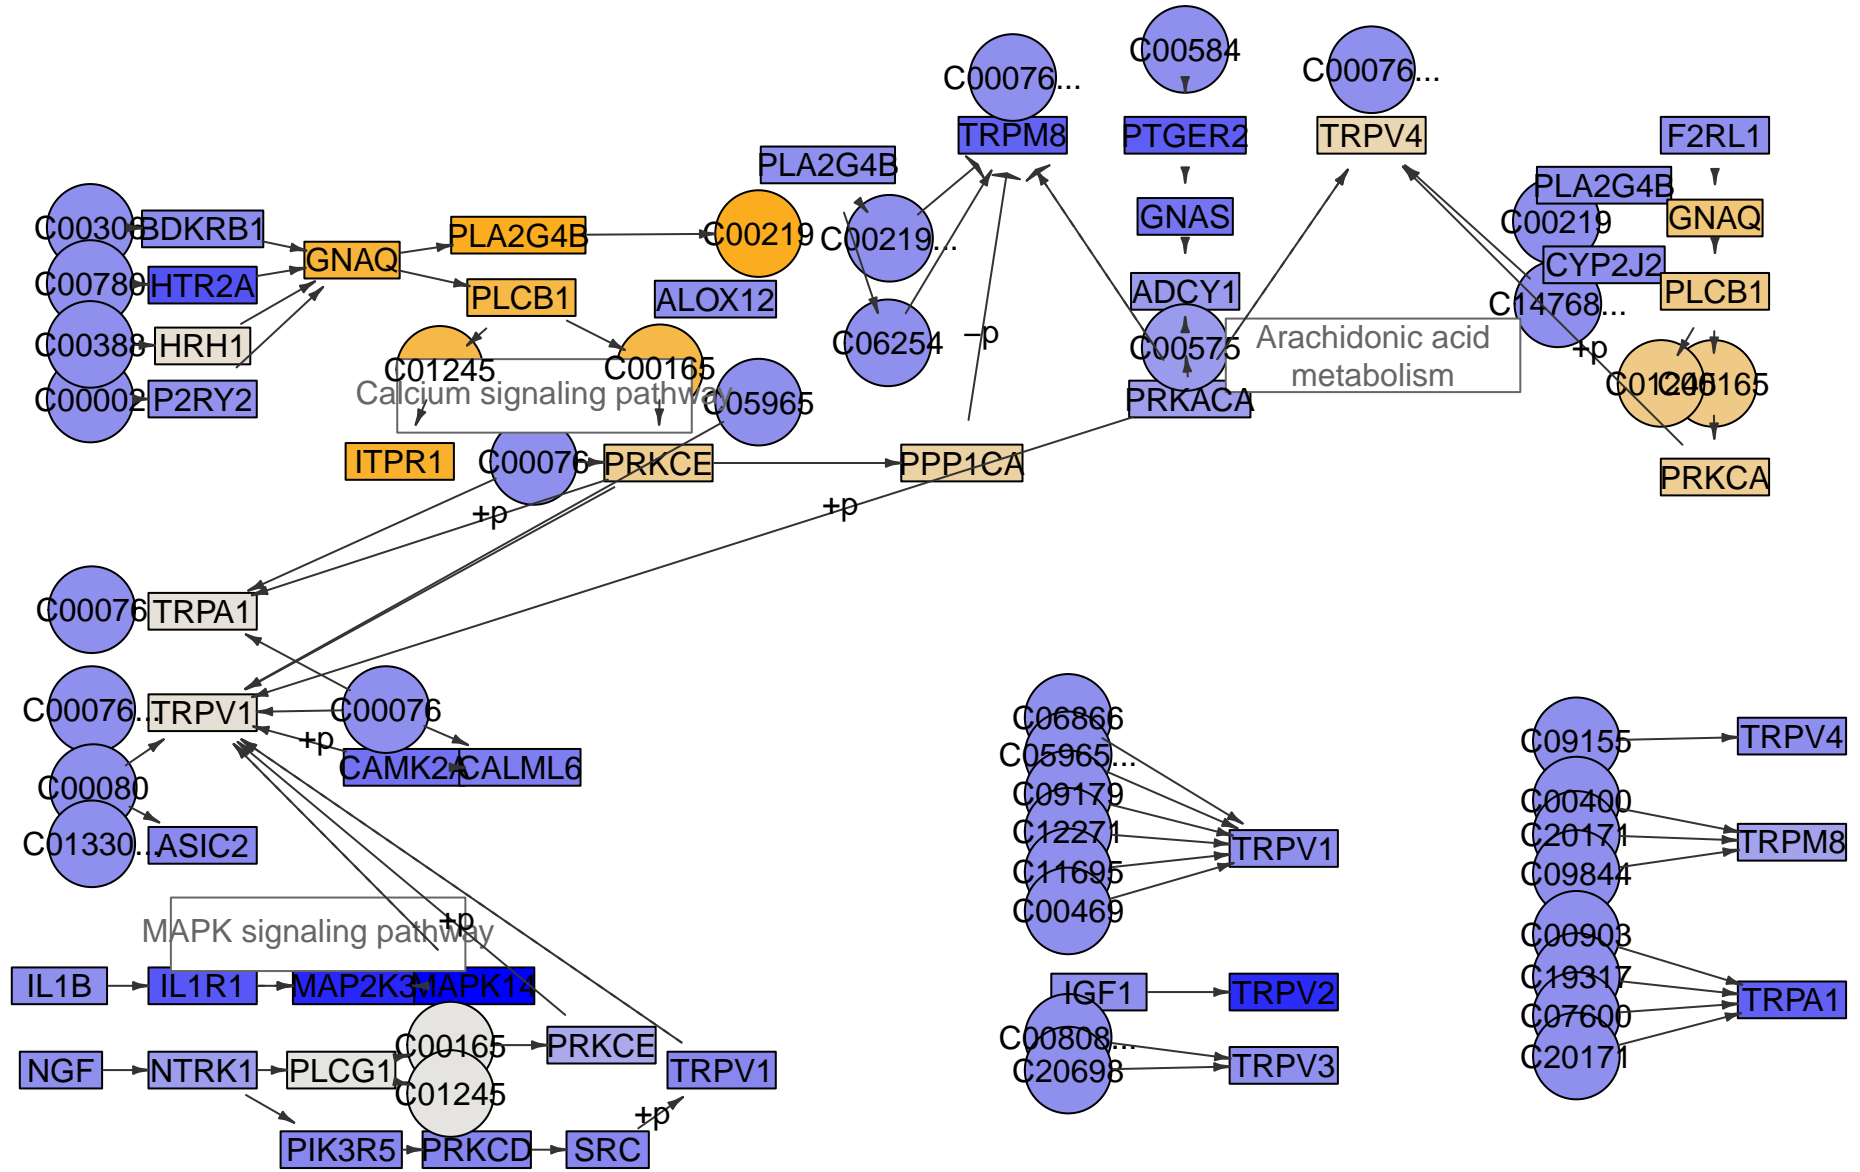 C00584
C00076...
C00076...
TRPM8
PTGER2
TRPV4
F2RL1
PLA2G4B
PLA2G4B
C00219
GNAS
GNAQ
BDKRB1
PLA2G4B
C00219
C00219...
GNAQ
CYP2J2
C00780
HTR2A
PLCB1
ALOX12
ADCY1
PLCB1
C14768...
C00388
HRH1
C06254
–p
C00575
Arachidonic acid
metabolism
+p
C01245
C00165
Calcium signaling pathway
C01245
C00165
C00002
P2RY2
C05965
PRKACA
ITPR1
C00076
PRKCE
PPP1CA
PRKCA
+p
+p
C00076
TRPA1
C00076...
TRPV1
C00076
+p
CAMK2A
CALML6
C00080
C01330...
ASIC2
C06866
C05965...
C09179
C12271
C11695
C00469
TRPV1
C09155
TRPV4
C00400
C20171
C09844
TRPM8
MAPK signaling pathway
+p
IL1B
IL1R1
MAP2K3
MAPK14
IGF1
TRPV2
C00903
C19317
C07600
C20171
TRPA1
C00165
PRKCE
C00808...
C20698
TRPV3
NGF
NTRK1
PLCG1
C01245
TRPV1
+p
PIK3R5
PRKCD
SRC